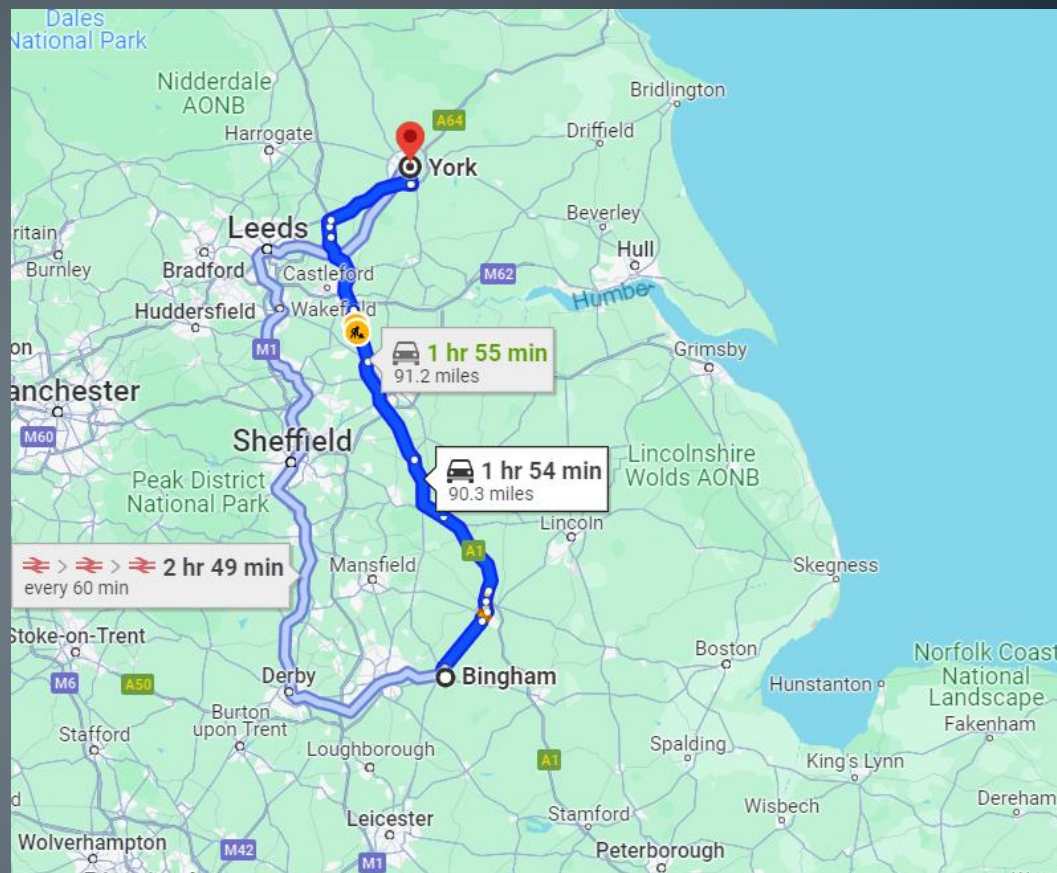 Dales
National Park
Nidderdale
AONB
Bridlington
A64
Harrogate
Driffield
York
Beverley
Leeds
ritain
Hull
Burnley
Bradford
Castleford
M62
Humbe
Huddersfield
Wakefield
on
M1
1 hr 55 min
91.2 miles
Grimsby
anchester
M60
Sheffield
Lincolnshire
Wolds AONB
1 hr 54 min
90.3 miles
Peak District
National Park
Lincoln
A1
2 hr 49 min
every 60 min
Mansfield
Skegness
Stoke-on-Trent
Boston
Norfolk Coast
National
Landscape
M6
A50
Derby
Bingham
Hunstanton
Burton
upon Trent
Fakenham
Stafford
Loughborough
A1
Spalding
King's Lynn
d
Wisbech
Dereham
Leicester
Stamford
Wolverhampton
M42
M1
Peterborough